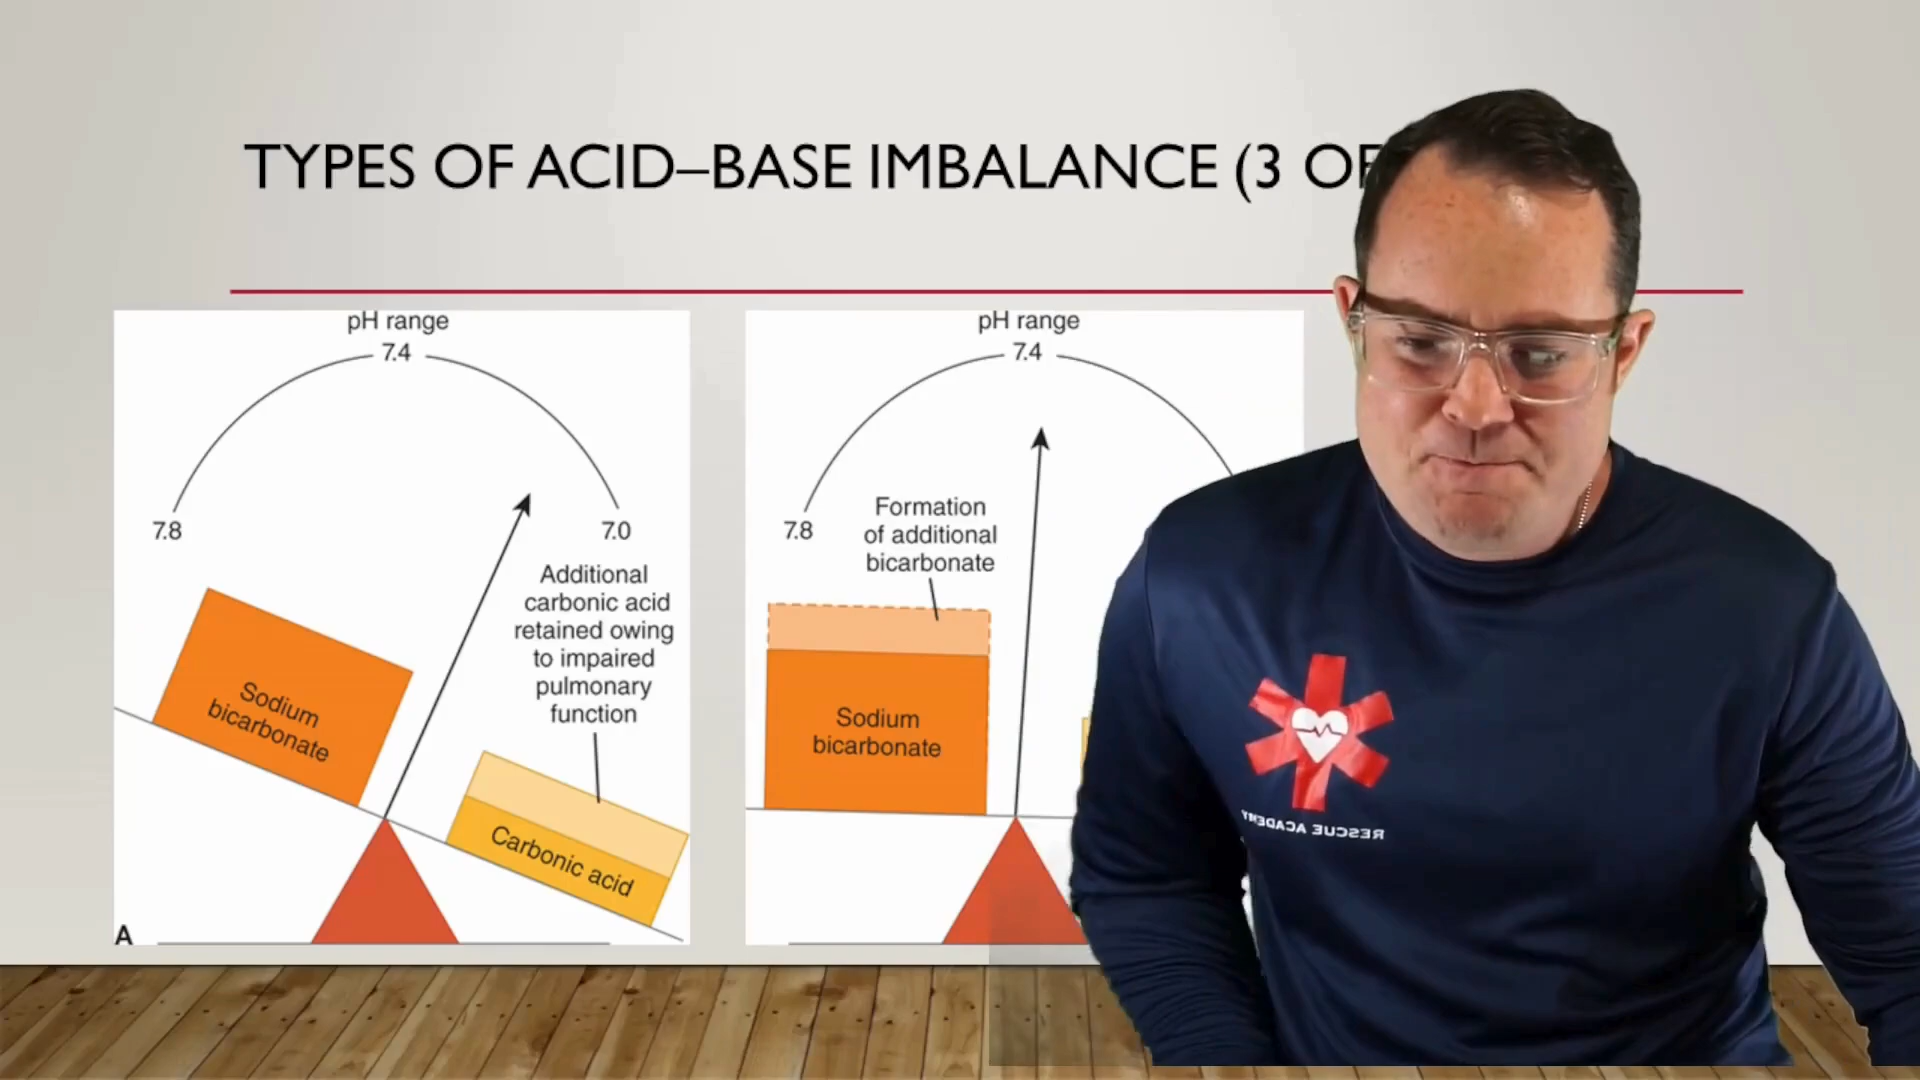 TYPES OF ACID–BASE IMBALANCE (3 OF
pH range
7.4
7.8
7.0
Additional
carbonic acid
retained owing
to impaired
pulmonary
function
Sodium
bicarbonate
Carbonic acid
A
pH range
7.4
7.8
Formation
of additional
bicarbonate
Sodium
bicarbonate
RESCUE ACADEMY